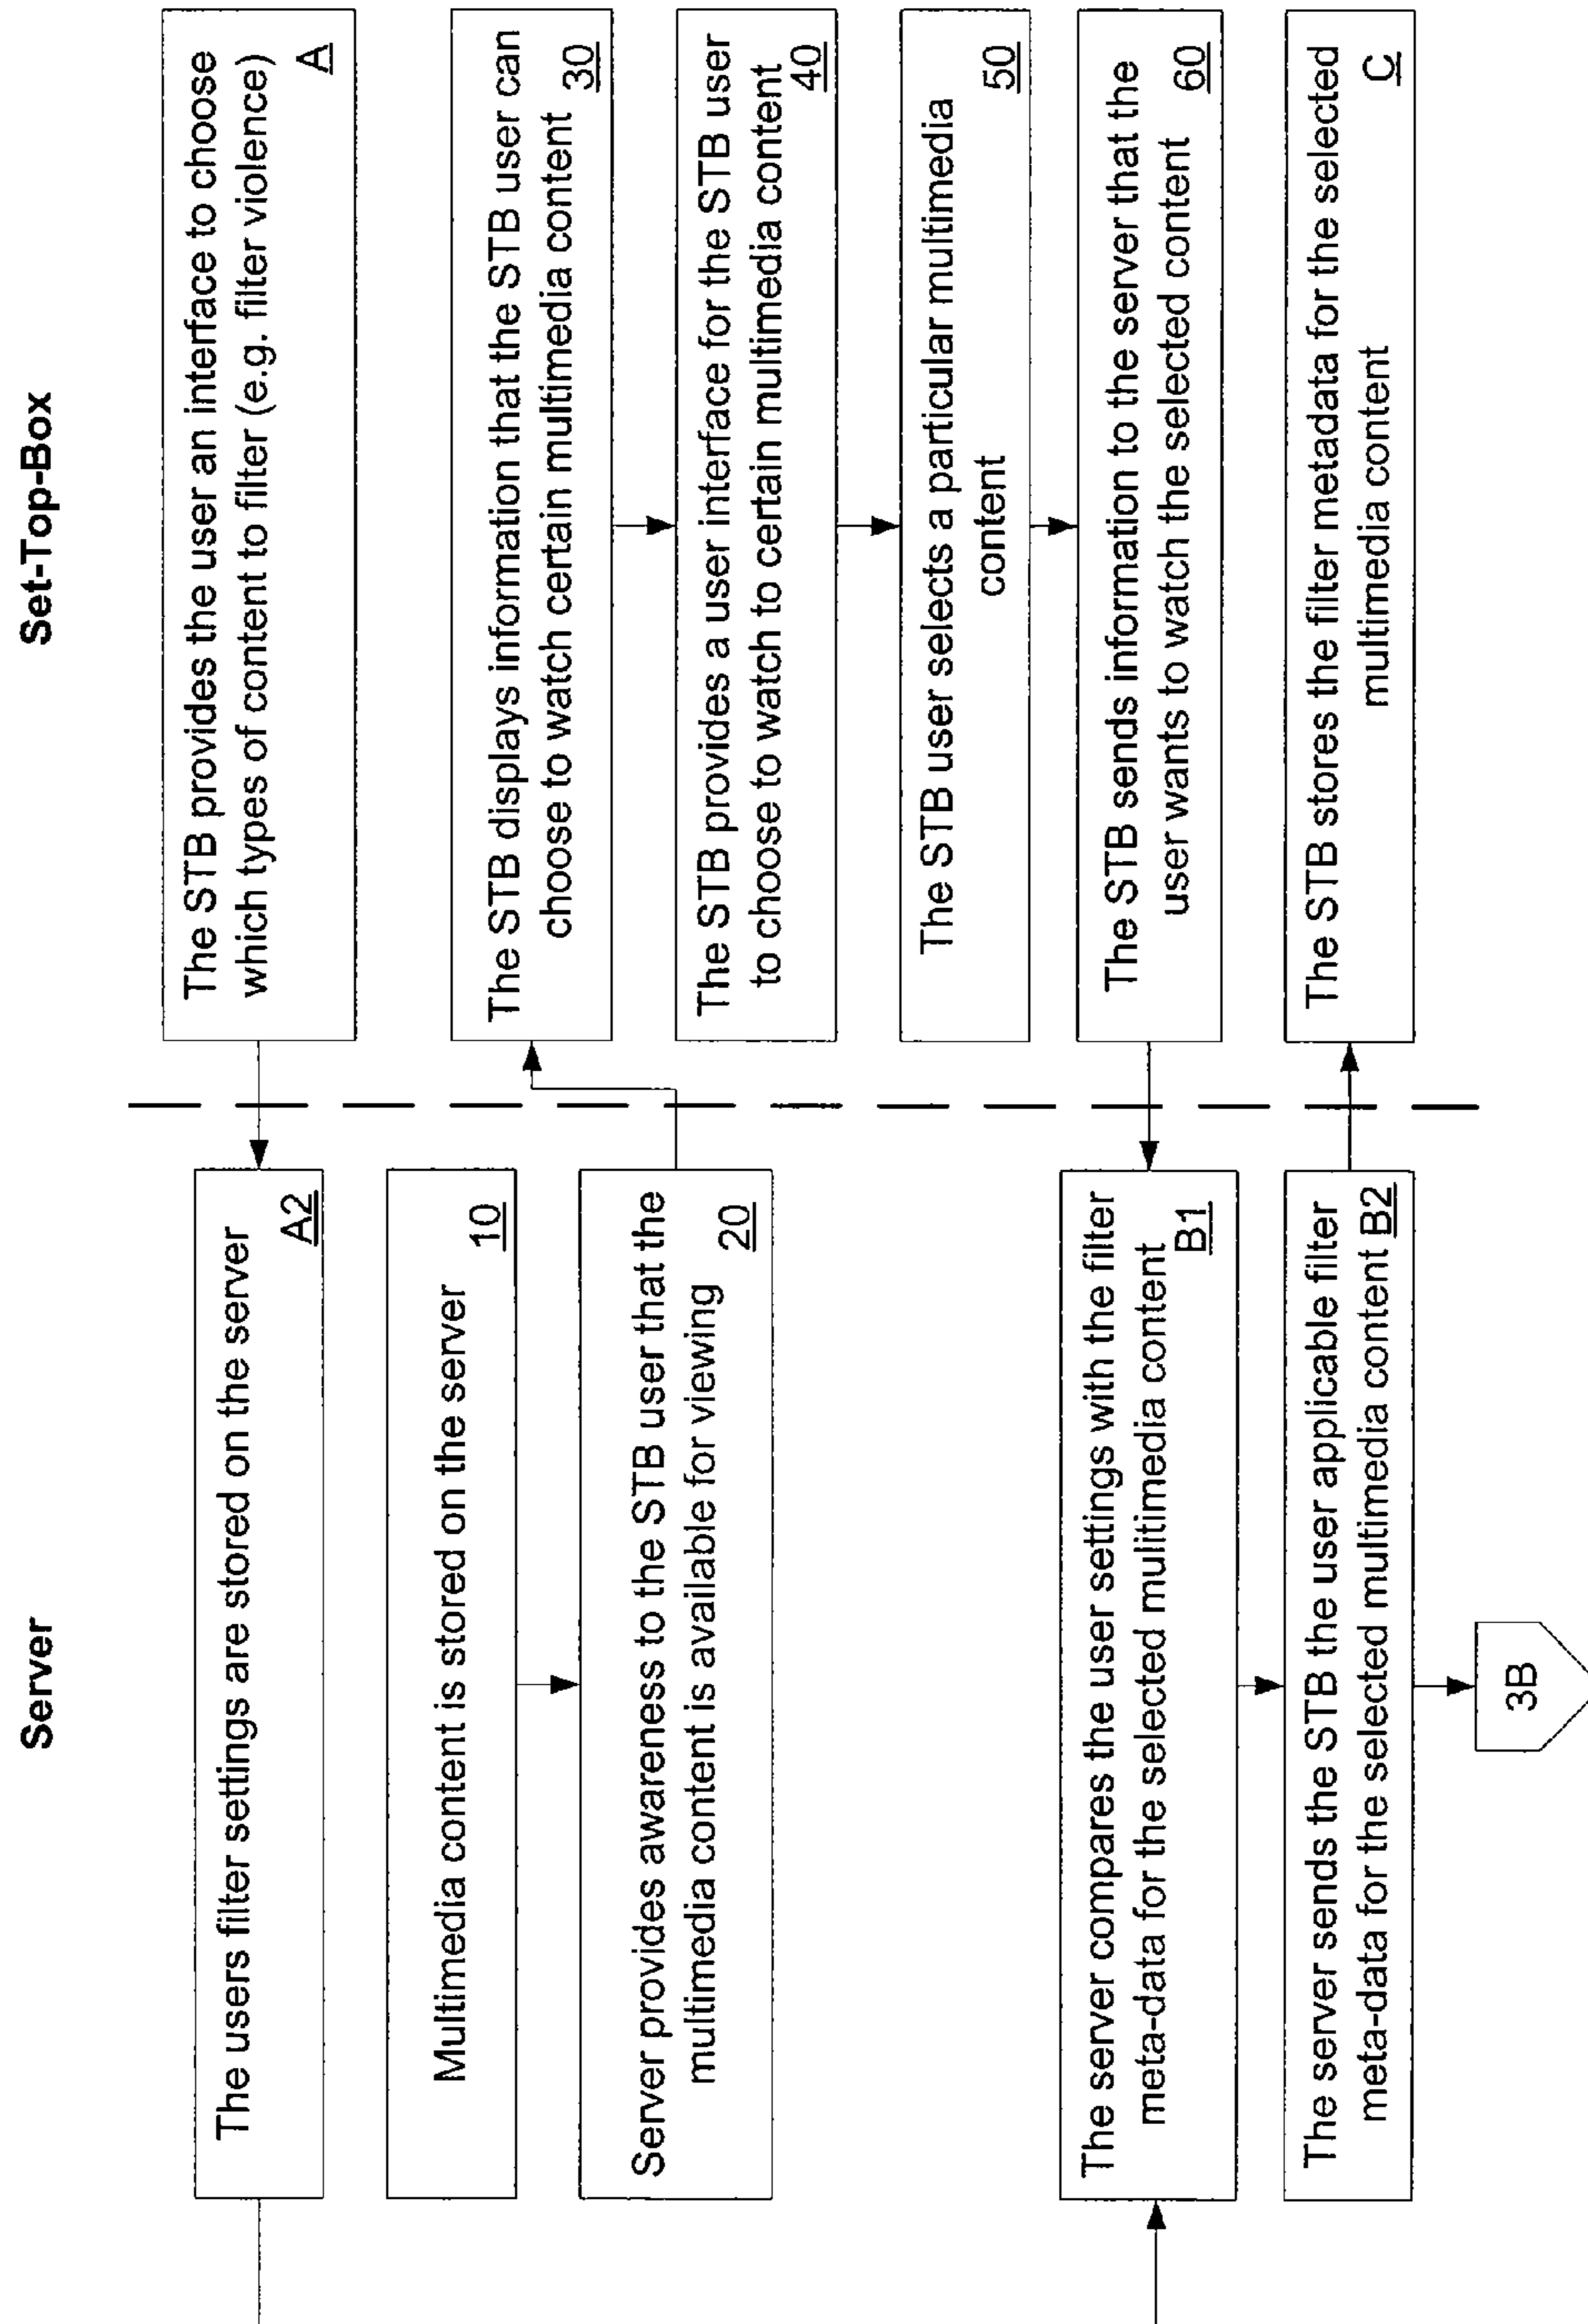 Server
Set-Top-Box
The users filter settings are stored on the server
A2
The STB provides the user an interface to choose
which types of content to filter (e.g. filter violence)
A
Multimedia content is stored on the server
10
Server provides awareness to the STB user that the
multimedia content is available for viewing
20
The STB displays information that the STB user can
choose to watch certain multimedia content
30
The STB provides a user interface for the STB user
to choose to watch to certain multimedia content
40
The STB user selects a particular multimedia
content
50
The STB sends information to the server that the
user wants to watch the selected content
60
The server compares the user settings with the filter
meta-data for the selected mulitimedia content
B1
The server sends the STB the user applicable filter
meta-data for the selected multimedia content B2
The STB stores the filter metadata for the selected
multimedia content
C
3B